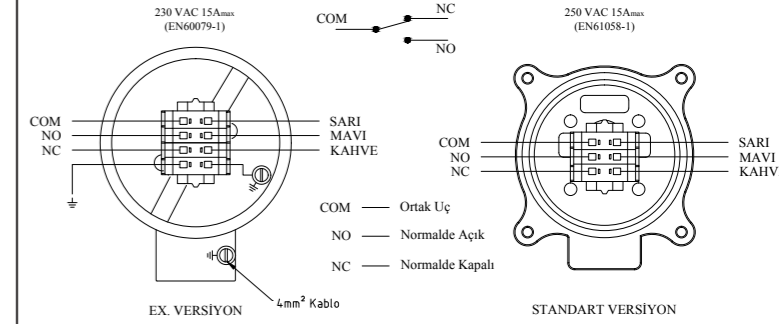 230 VAC 15Amax
(EN60079-1)
COM
NC
NO
250 VAC 15Amax
(EN61058-1)
COM
NO
NC
SARI
MAVI
KAHVE
COM
NO
NC
SARI
MAVI
KAHV
COM — Ortak Uç
NO — Normalde Açık
NC — Normalde Kapalı
4mm² Kablo
EX. VERSİYON
STANDART VERSİYON